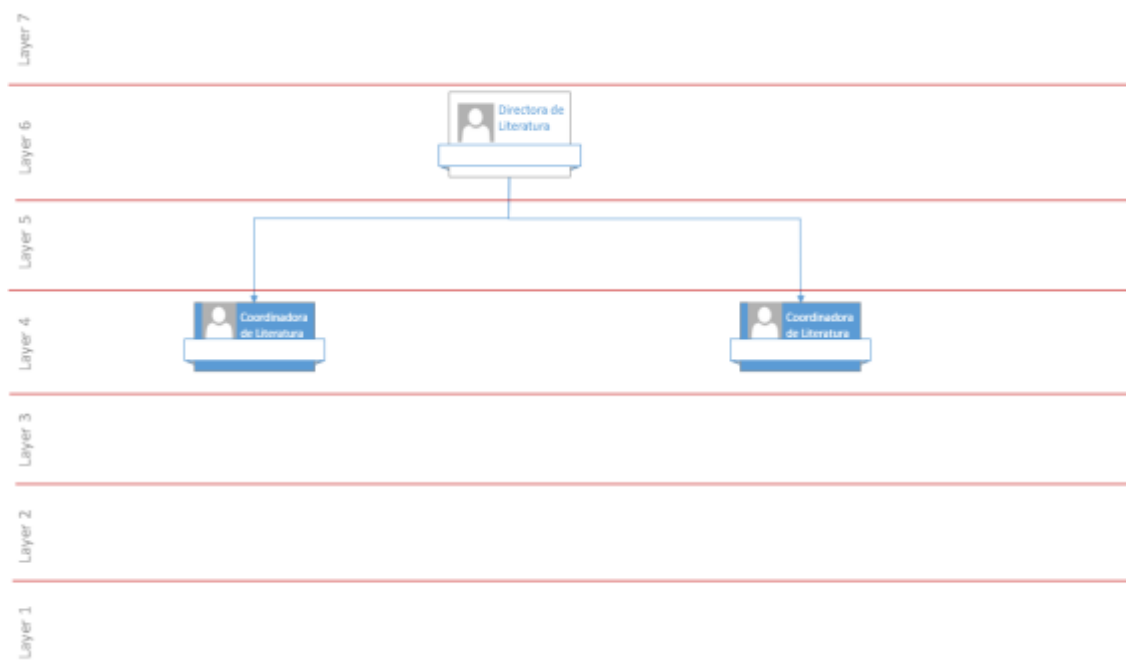 Layer 7
Layer 6
Directora de
Literatura
Layer 5
Layer 4
Coordinadora
de Literatura
Coordinadora
de Literatura
Layer 3
Layer 2
Layer 1